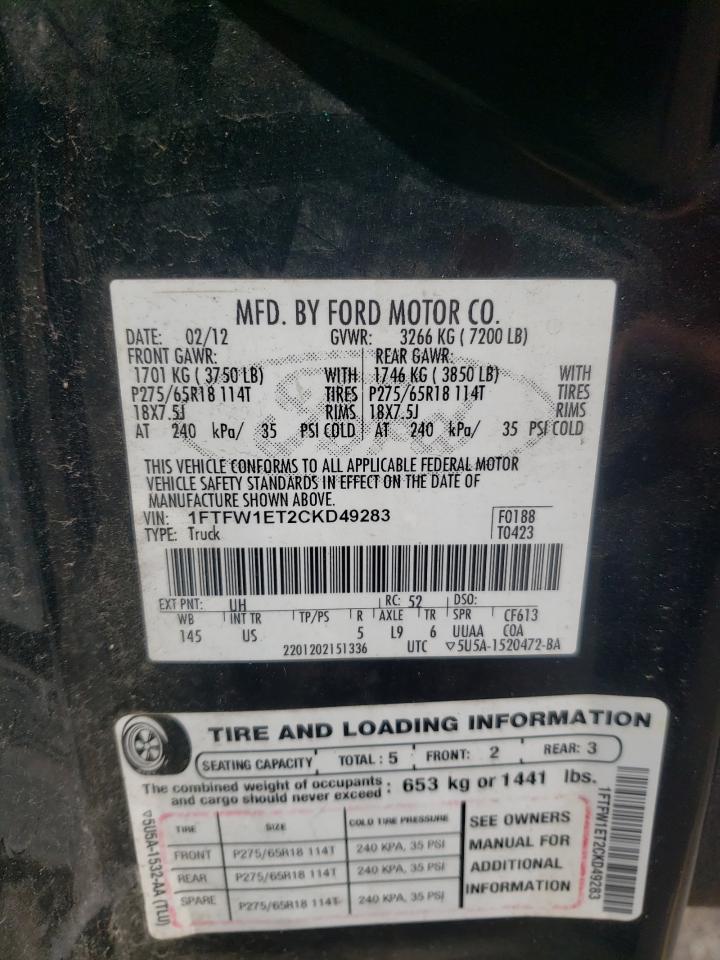 MFD. BY FORD MOTOR CO.
DATE: 02/12 GVWR: 3266 KG ( 7200 LB)
FRONT GAWR: REAR GAWR:
1701 KG ( 3750 LB) WITH 1746 KG ( 3850 LB) WITH
P275/65R18 114T TIRES P275/65R18 114T TIRES
18X7.5J RIMS 18X7.5J RIMS
AT 240 kPa/ 35 PSI COLD AT 240 kPa/ 35 PSI COLD
THIS VEHICLE CONFORMS TO ALL APPLICABLE FEDERAL MOTOR
VEHICLE SAFETY STANDARDS IN EFFECT ON THE DATE OF
MANUFACTURE SHOWN ABOVE.
VIN: 1FTFW1ET2CKD49283 F0188
TYPE: Truck T0423
EXT PNT: UH RC: 52 DSO:
WB INT TR TP/PS R AXLE TR SPR CF613
145 US 5 L9 6 UUAA COA
2201202151336 UTC ▽5U5A-1520472-BA
TIRE AND LOADING INFORMATION
SEATING CAPACITY TOTAL : 5 FRONT: 2 REAR: 3
The combined weight of occupants : 653 kg or 1441 lbs.
and cargo should never exceed
TIRE SIZE COLD TIRE PRESSURE
FRONT P275/65R18 114T 240 KPA, 35 PSI
REAR P275/65R18 114T 240 KPA, 35 PSI
SPARE P275/65R18 114T 240 KPA, 35 PSI
SEE OWNERS
MANUAL FOR
ADDITIONAL
INFORMATION
▽5U5A-1532-AA (TLU)
1FTFW1ET2CKD49283